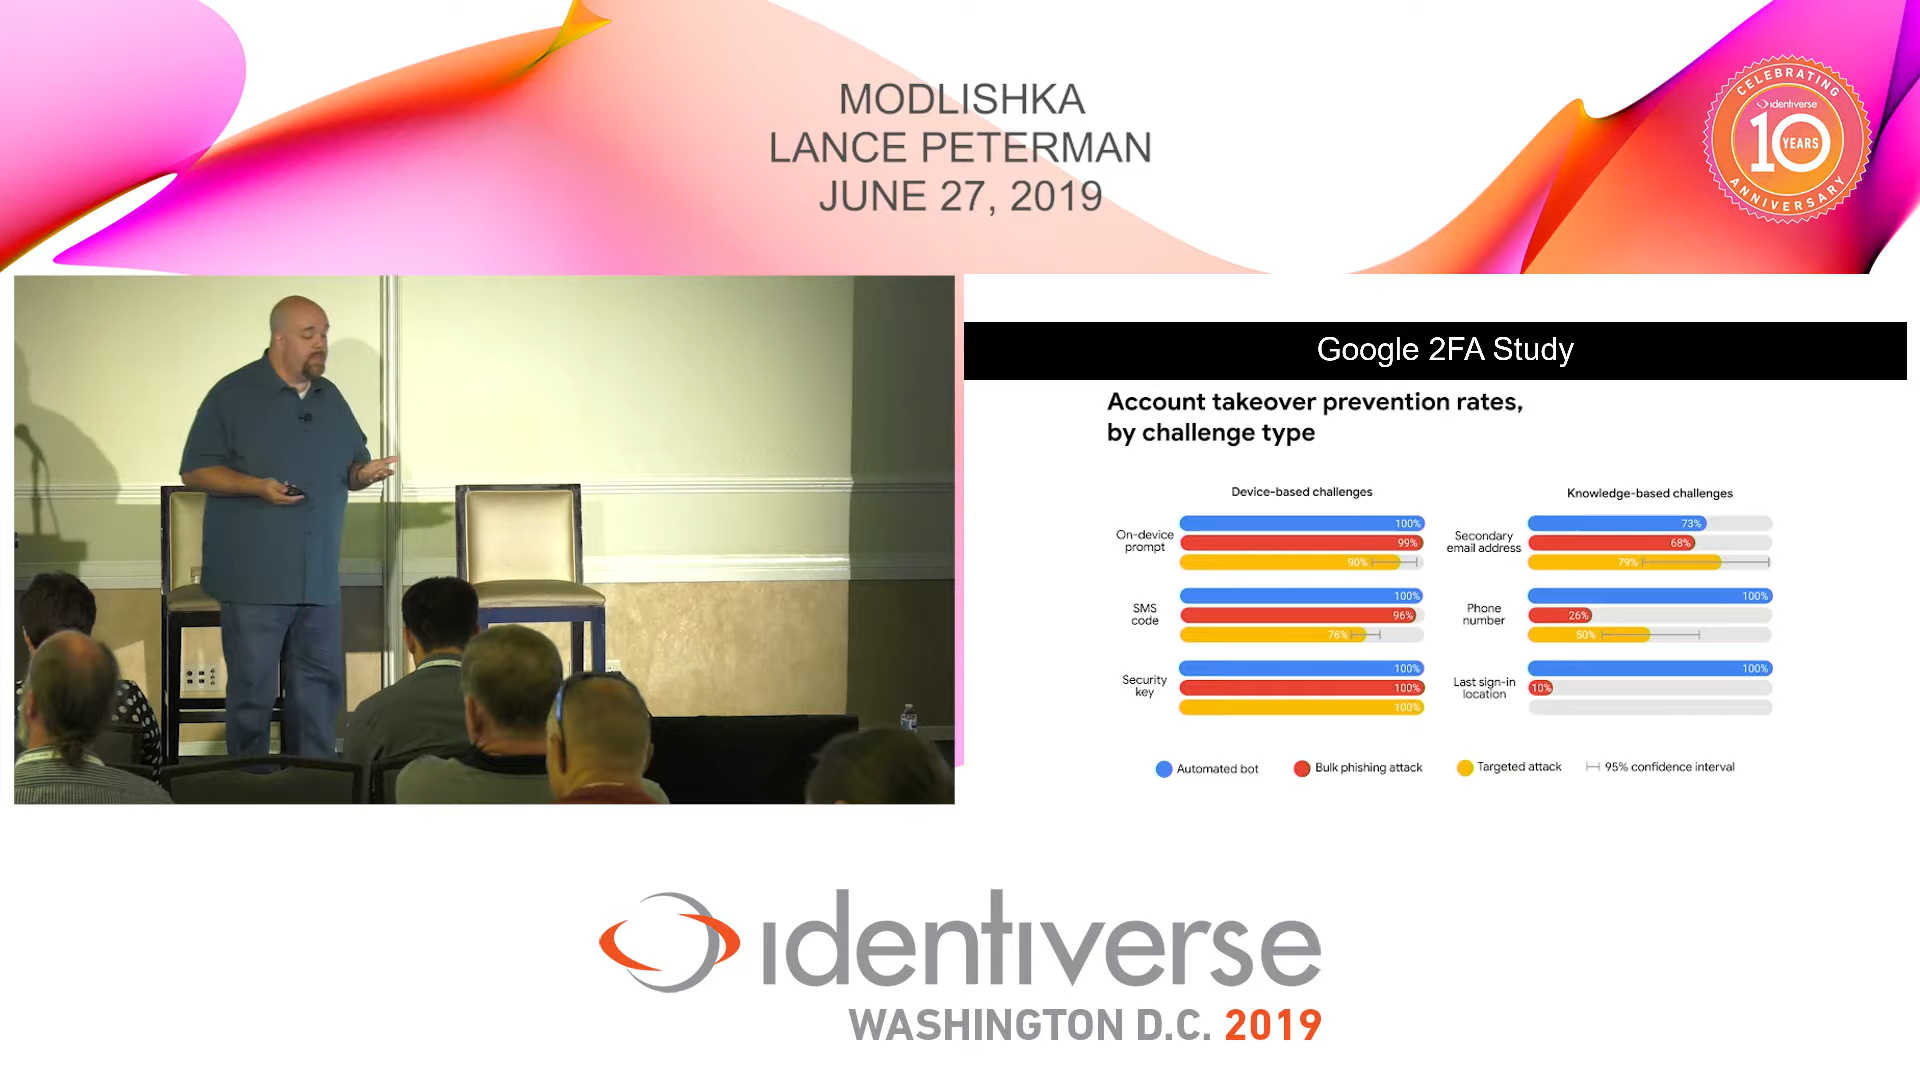 MODLISHKA
LANCE PETERMAN
JUNE 27, 2019
CELEBRATING
identiverse
10
YEARS
ANNIVERSARY
Google 2FA Study
Account takeover prevention rates,
by challenge type
Device-based challenges
On-device
prompt
100%
99%
90%
SMS
code
100%
96%
76%
Security
key
100%
100%
100%
Knowledge-based challenges
Secondary
email address
73%
68%
79%
Phone
number
100%
26%
50%
Last sign-in
location
100%
10%
Automated bot
Bulk phishing attack
Targeted attack
95% confidence interval
identiverse
WASHINGTON D.C. 2019